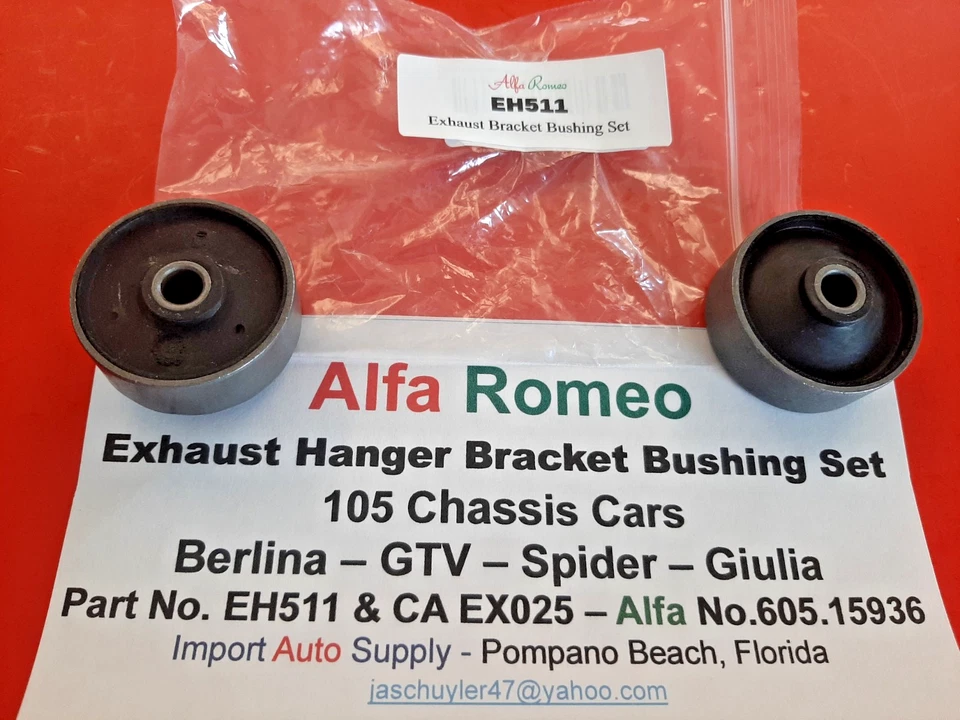 Alfa Romeo
EH511
Exhaust Bracket Bushing Set
Alfa Romeo
Exhaust Hanger Bracket Bushing Set
105 Chassis Cars
Berlina – GTV – Spider – Giulia
Part No. EH511 & CA EX025 – Alfa No.605.15936
Import Auto Supply - Pompano Beach, Florida
jaschuyler47@yahoo.com